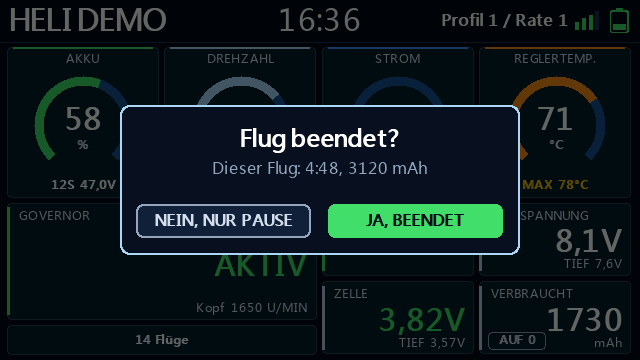 HELI DEMO
16:36
Profil 1 / Rate 1
AKKU
DREHZAHL
STROM
REGLERTEMP.
58
%
12S 47,0V
71
°C
MAX 78°C
Flug beendet?
Dieser Flug: 4:48, 3120 mAh
NEIN, NUR PAUSE
JA, BEENDET
GOVERNOR
AKTIV
Kopf 1650 U/MIN
14 Flüge
SPANNUNG
8,1V
TIEF 7,6V
ZELLE
3,82V
TIEF 3,57V
VERBRAUCHT
1730
AUF 0
mAh